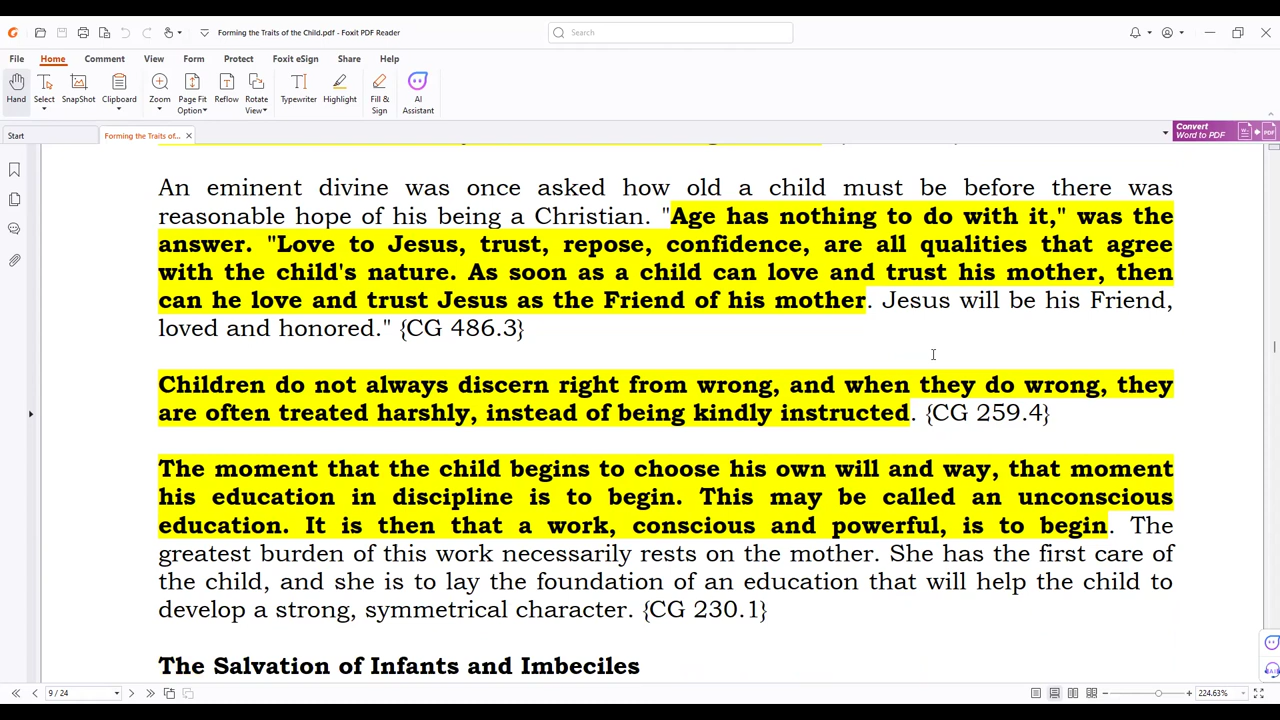 Forming the Traits of the Child.pdf - Foxit PDF Reader
Search
File Home Comment View Form Protect Foxit eSign Share Help
Hand Select SnapShot Clipboard Zoom Page Fit Option Reflow Rotate View Typewriter Highlight Fill & Sign AI Assistant
Start
Forming the Traits of...
Convert
Word to PDF
An eminent divine was once asked how old a child must be before there was
reasonable hope of his being a Christian. "Age has nothing to do with it," was the
answer. "Love to Jesus, trust, repose, confidence, are all qualities that agree
with the child's nature. As soon as a child can love and trust his mother, then
can he love and trust Jesus as the Friend of his mother. Jesus will be his Friend,
loved and honored." {CG 486.3}
Children do not always discern right from wrong, and when they do wrong, they
are often treated harshly, instead of being kindly instructed. {CG 259.4}
The moment that the child begins to choose his own will and way, that moment
his education in discipline is to begin. This may be called an unconscious
education. It is then that a work, conscious and powerful, is to begin. The
greatest burden of this work necessarily rests on the mother. She has the first care of
the child, and she is to lay the foundation of an education that will help the child to
develop a strong, symmetrical character. {CG 230.1}
The Salvation of Infants and Imbeciles
9 / 24
224.63%